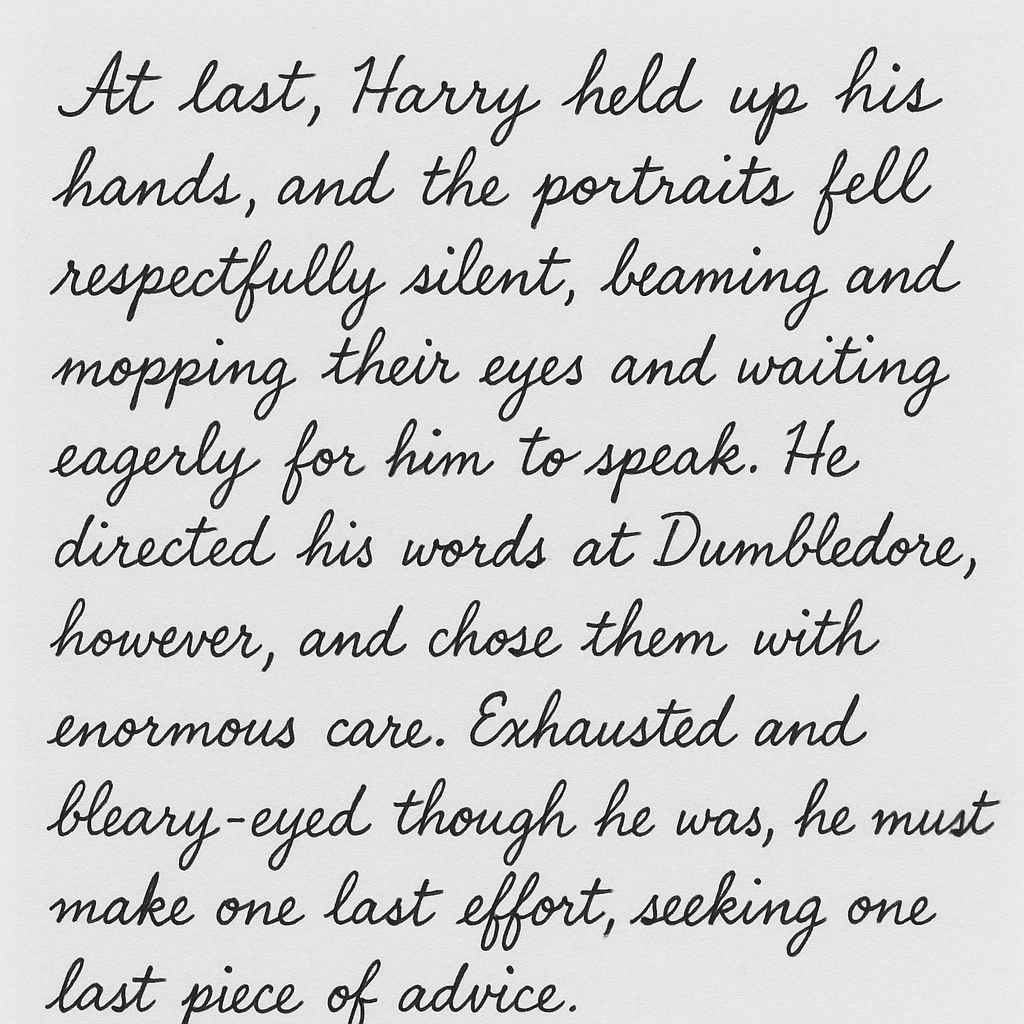 At last, Harry held up his
hands, and the portraits fell
respectfully silent, beaming and
mopping their eyes and waiting
eagerly for him to speak. He
directed his words at Dumbledore,
however, and chose them with
enormous care. Exhausted and
bleary-eyed though he was, he must
make one last effort, seeking one
last piece of advice.